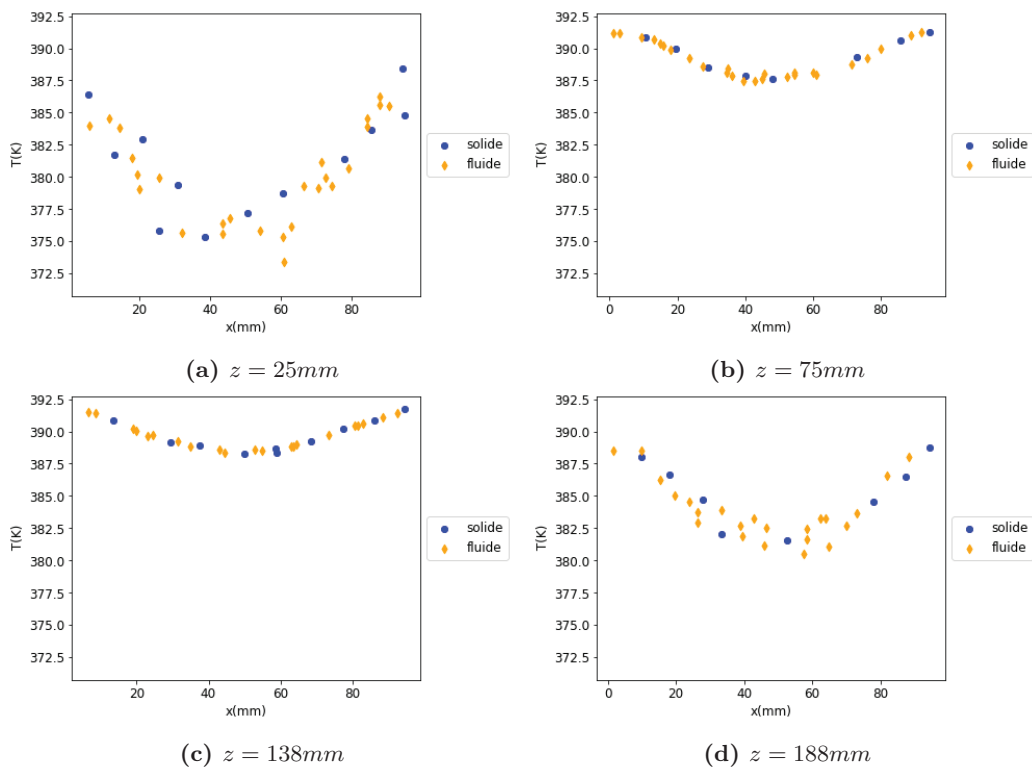 392.5
390.0
387.5
385.0
382.5
380.0
377.5
375.0
372.5
T(K)
20 40 60 80
x(mm)
solide
fluide
(a) z = 25mm
392.5
390.0
387.5
385.0
382.5
380.0
377.5
375.0
372.5
T(K)
0 20 40 60 80
x(mm)
solide
fluide
(b) z = 75mm
392.5
390.0
387.5
385.0
382.5
380.0
377.5
375.0
372.5
T(K)
20 40 60 80
x(mm)
solide
fluide
(c) z = 138mm
392.5
390.0
387.5
385.0
382.5
380.0
377.5
375.0
372.5
T(K)
0 20 40 60 80
x(mm)
solide
fluide
(d) z = 188mm